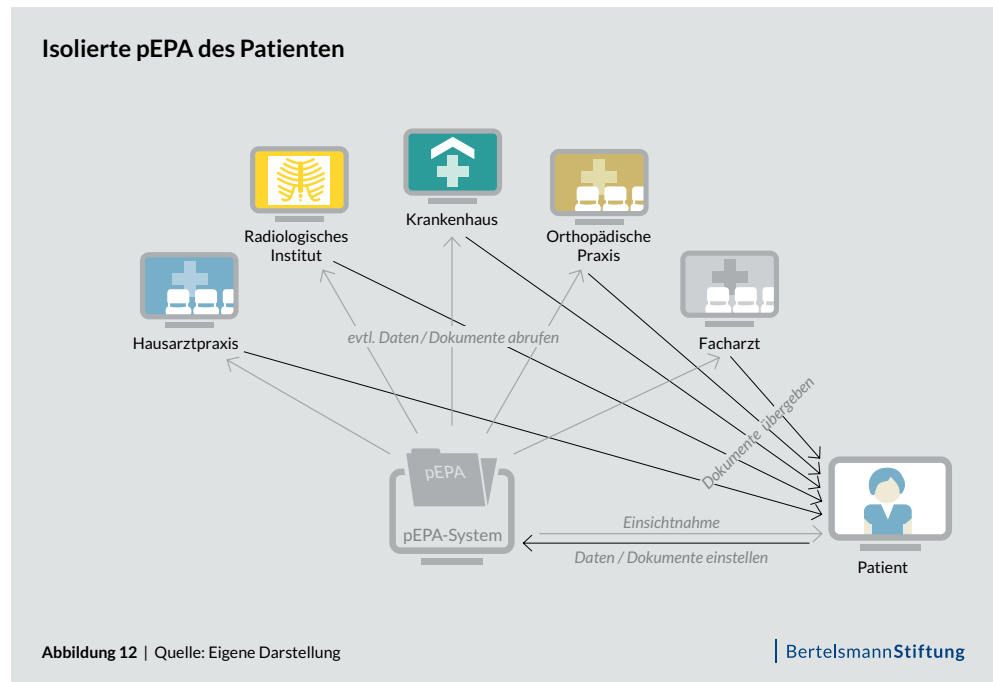 Isolierte pEPA des Patienten
Krankenhaus
Radiologisches
Institut
Orthopädische
Praxis
Hausarztpraxis
evtl. Daten / Dokumente abrufen
Facharzt
Dokumente übergeben
pEPA
pEPA-System
Einsichtnahme
Daten / Dokumente einstellen
Patient
Abbildung 12 | Quelle: Eigene Darstellung
BertelsmannStiftung